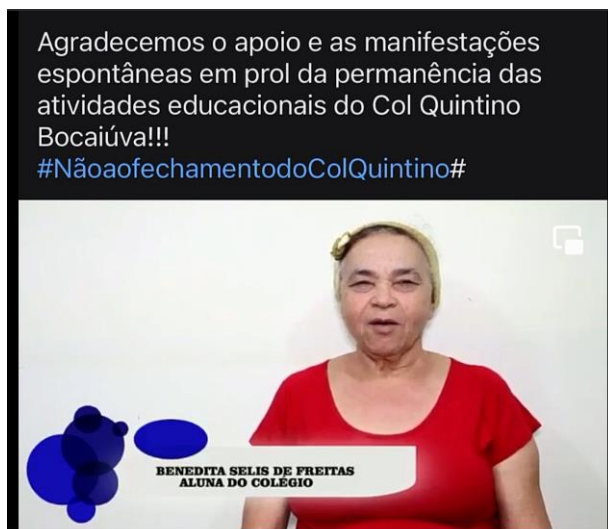 Agradecemos o apoio e as manifestações
espontâneas em prol da permanência das
atividades educacionais do Col Quintino
Bocaiúva!!!
#NãoaofechamentodoColQuintino#
BENEDITA SELIS DE FREITAS
ALUNA DO COLÉGIO